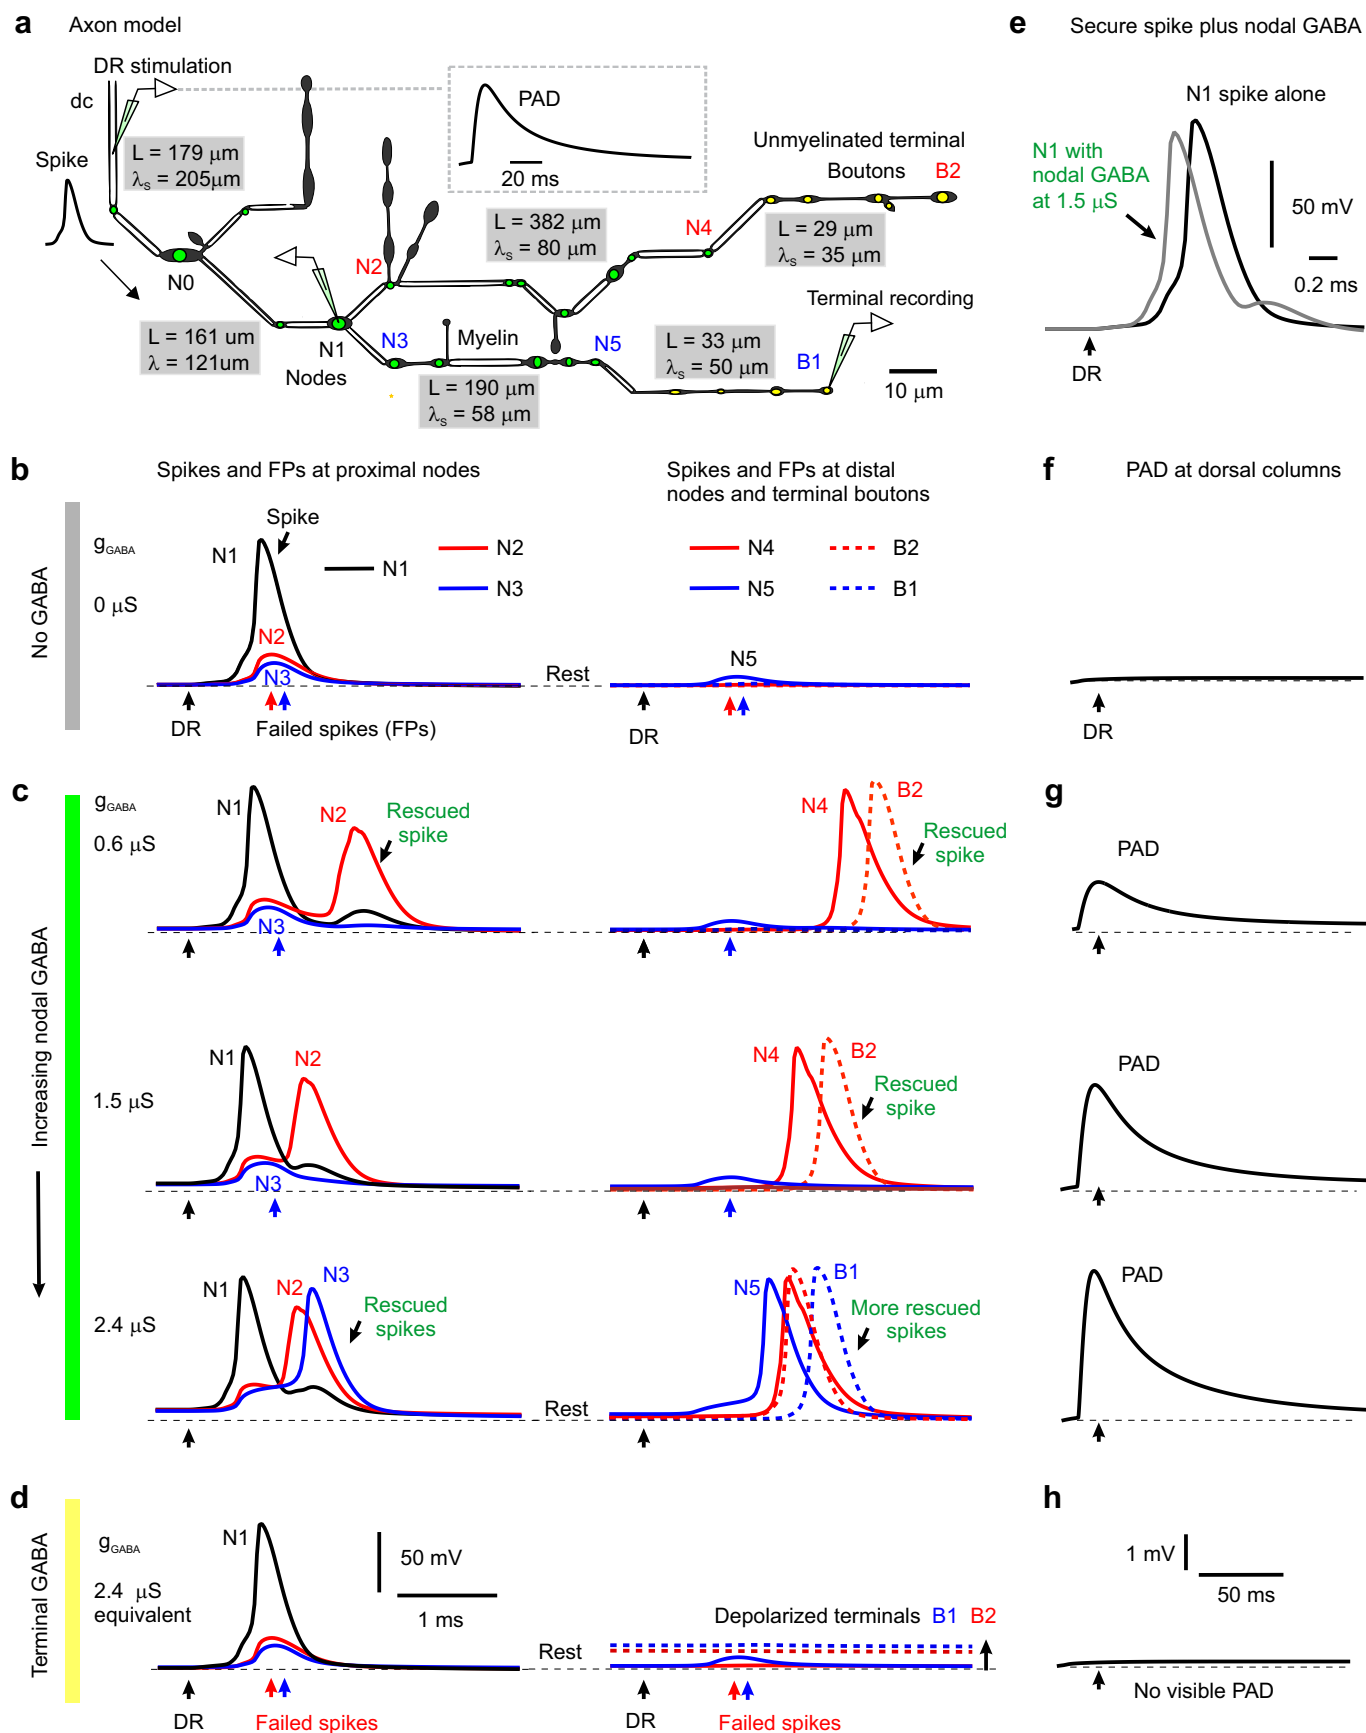 a Axon model
DR stimulation
dc
Spike
L = 179 μm
λs = 205μm
PAD
20 ms
Unmyelinated terminal
Boutons B2
L = 382 μm
λs = 80 μm
N4
L = 29 μm
λs = 35 μm
N0
N2
Terminal recording
L = 161 um
λ = 121um
N1
Nodes
N3
Myelin
N5
L = 33 μm
λs = 50 μm
B1
L = 190 μm
λs = 58 μm
10 μm
e Secure spike plus nodal GABA
N1 spike alone
N1 with
nodal GABA
at 1.5 μS
50 mV
0.2 ms
DR
b Spikes and FPs at proximal nodes
Spikes and FPs at distal
nodes and terminal boutons
No GABA
gGABA
0 μS
Spike
N1
N1
N2
N3
N2
N3
DR
Failed spikes (FPs)
Rest
N4
B2
N5
B1
N5
DR
f PAD at dorsal columns
DR
c
Increasing nodal GABA
gGABA
0.6 μS
N1
N2
Rescued
spike
N3
N4
B2
Rescued
spike
g
PAD
1.5 μS
N1
N2
N3
N4
B2
Rescued
spike
PAD
2.4 μS
N1
N2
N3
Rescued
spikes
Rest
N5
B1
More rescued
spikes
PAD
d
Terminal GABA
gGABA
2.4 μS
equivalent
N1
50 mV
1 ms
DR
Failed spikes
Rest
Depolarized terminals B1 B2
DR
Failed spikes
h
1 mV
50 ms
No visible PAD